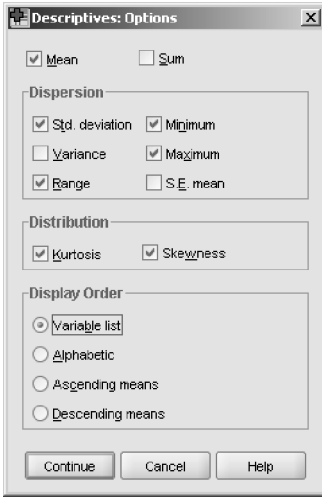 Descriptives: Options
Mean Sum
Dispersion
Std. deviation Minimum
Variance Maximum
Range S.E. mean
Distribution
Kurtosis Skewness
Display Order
Variable list
Alphabetic
Ascending means
Descending means
Continue Cancel Help